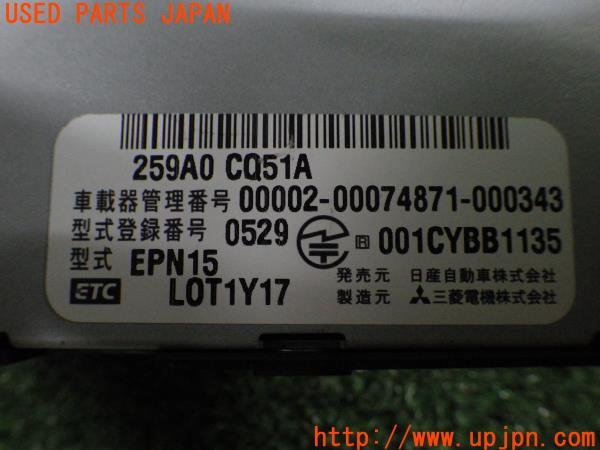 USED PARTS JAPAN
259A0 CQ51A
車載器管理番号 00002-00074871-000343
型式登録番号 0529 R 001CYBB1135
型式 EPN15
ETC LOT1Y17
発売元 日産自動車株式会社
製造元 三菱電機株式会社
UPJ
http://www.upjpn.com/